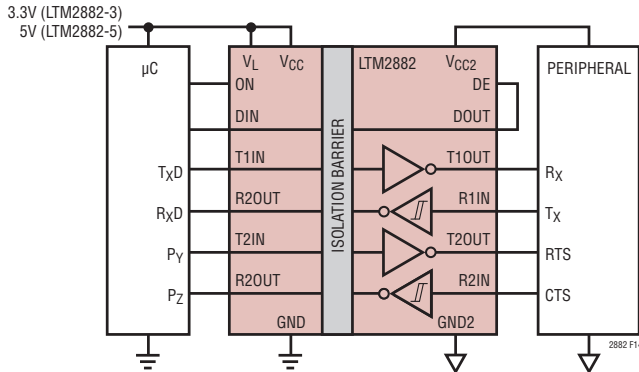 3.3V (LTM2882-3)
5V (LTM2882-5)
µC
VL VCC
LTM2882
VCC2
PERIPHERAL
ON
DE
DIN
DOUT
ISOLATION BARRIER
TXD
T1IN
T1OUT
RX
RXD
R2OUT
R1IN
TX
PY
T2IN
T2OUT
RTS
PZ
R2OUT
R2IN
CTS
GND
GND2